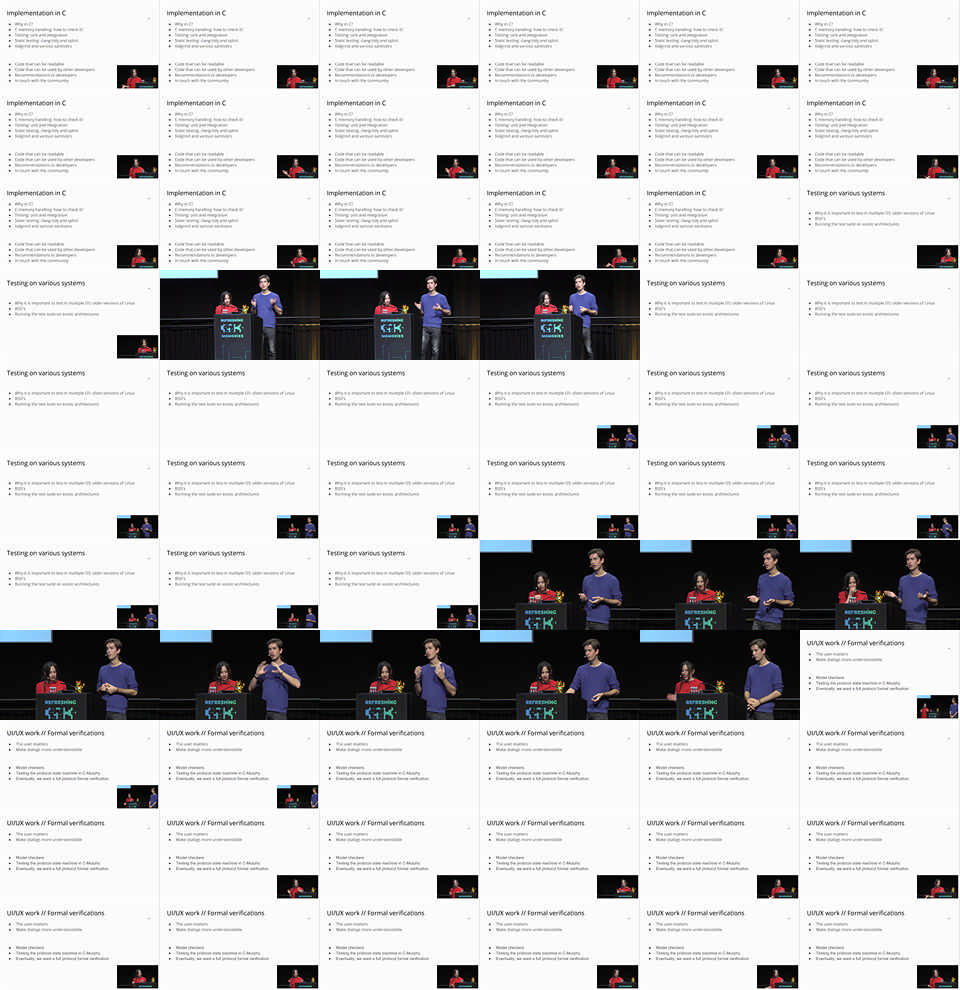 Implementation in C
Why in C?
C memory handling: how to check it?
Testing: unit and integration
Static testing: clang-tidy and splint
Valgrind and various sanitizers
Code that can be readable
Code that can be used by other developers
Recommendations to developers
In touch with the community
Testing on various systems
Why it is important to test in multiple OS: older versions of Linux
BSD's
Running the test suite on exotic architectures
REFRESHING
MEMORIES
UI/UX work // Formal verifications
The user matters
Make dialogs more understandable
Model checkers
Testing the protocol state machine in C-Murphy
Eventually, we want a full protocol formal verification